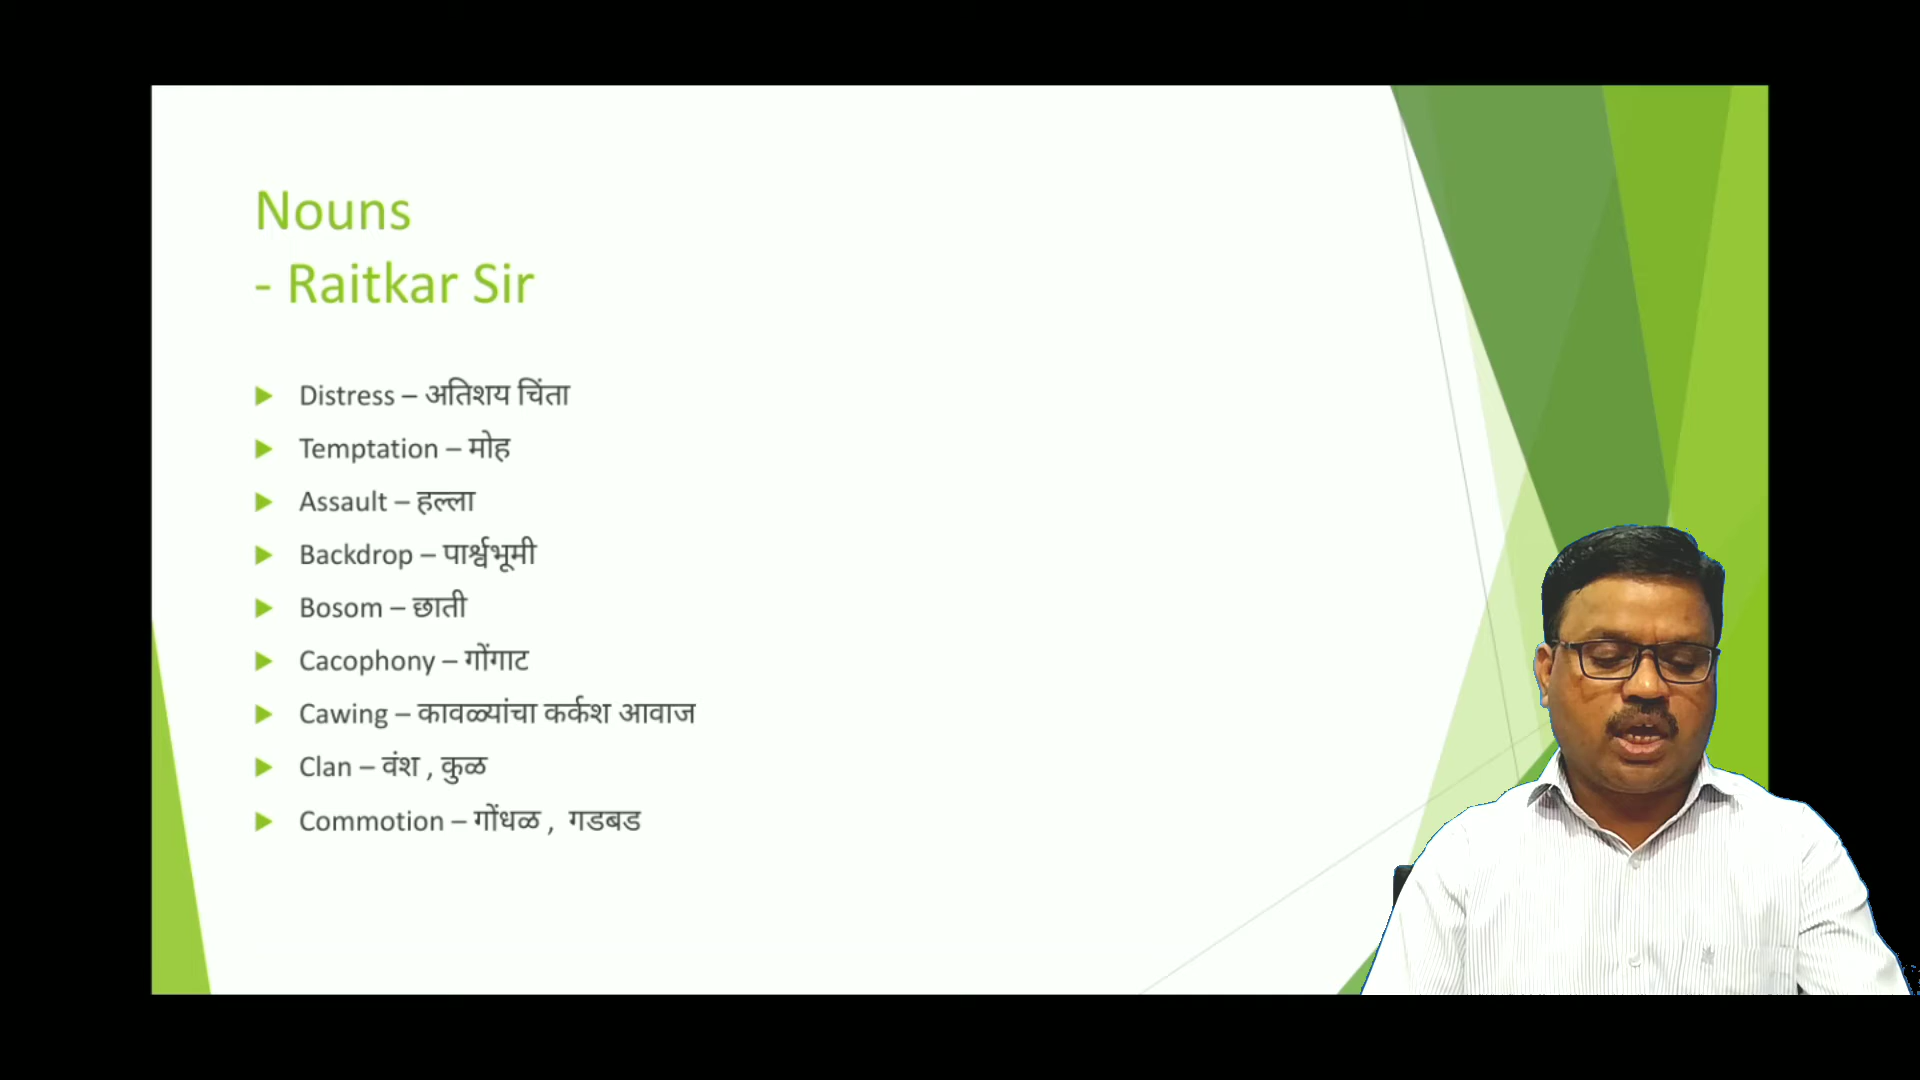 Nouns
- Raitkar Sir
Distress – अतिशय चिंता
Temptation – मोह
Assault – हल्ला
Backdrop – पार्श्वभूमी
Bosom – छाती
Cacophony – गोंगाट
Cawing – कावळ्यांचा कर्कश आवाज
Clan – वंश , कुळ
Commotion – गोंधळ , गडबड